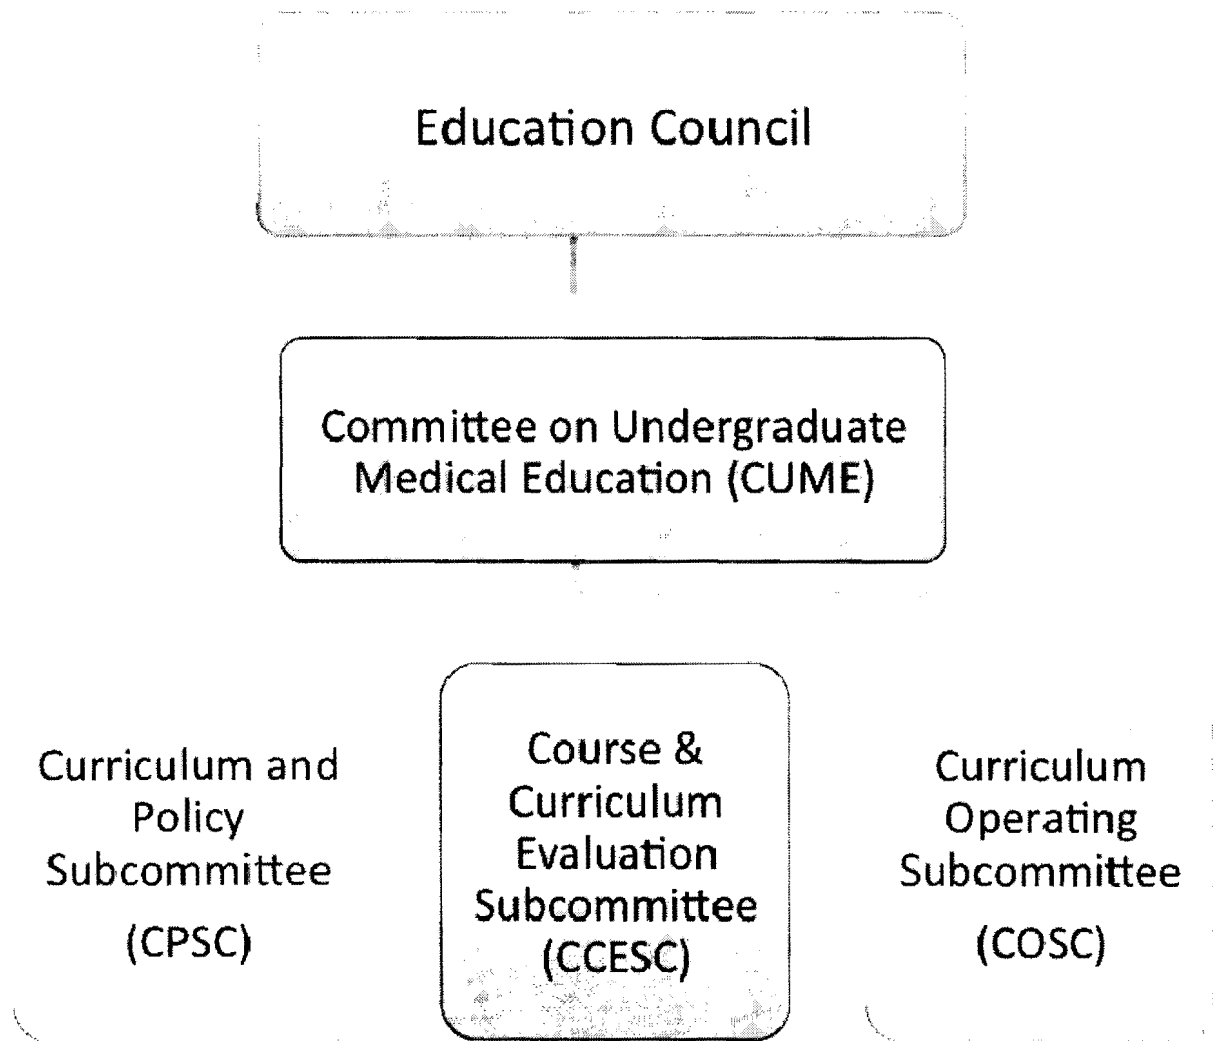 Education Council
Committee on Undergraduate
Medical Education (CUME)
Curriculum and
Policy
Subcommittee
(CPSC)
Course &
Curriculum
Evaluation
Subcommittee
(CCESC)
Curriculum
Operating
Subcommittee
(COSC)